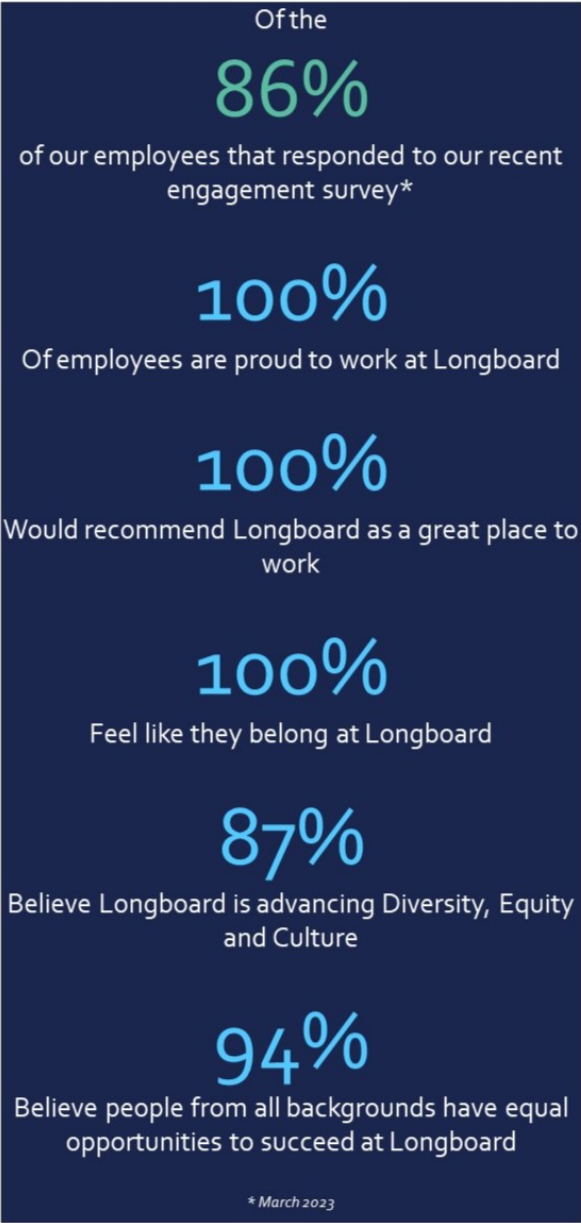 Of the
86%
of our employees that responded to our recent
engagement survey*
100%
Of employees are proud to work at Longboard
100%
Would recommend Longboard as a great place to
work
100%
Feel like they belong at Longboard
87%
Believe Longboard is advancing Diversity, Equity
and Culture
94%
Believe people from all backgrounds have equal
opportunities to succeed at Longboard
* March 2023